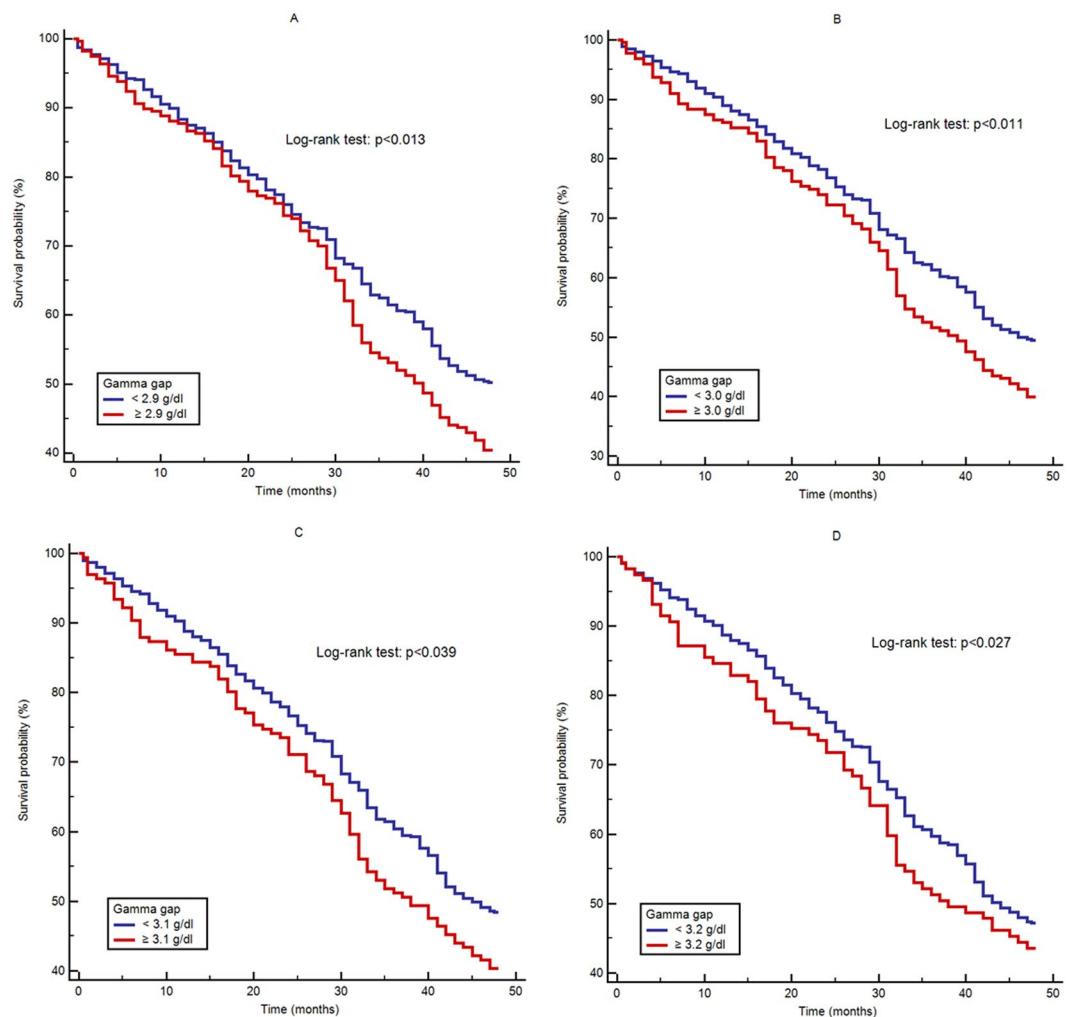 A
100
90
80
70
60
50
40
Survival probability (%)
Log-rank test: p<0.013
Gamma gap
< 2.9 g/dl
≥ 2.9 g/dl
0 10 20 30 40 50
Time (months)
B
100
90
80
70
60
50
40
30
Survival probability (%)
Log-rank test: p<0.011
Gamma gap
< 3.0 g/dl
≥ 3.0 g/dl
0 10 20 30 40 50
Time (months)
C
100
90
80
70
60
50
40
Survival probability (%)
Log-rank test: p<0.039
Gamma gap
< 3.1 g/dl
≥ 3.1 g/dl
0 10 20 30 40 50
Time (months)
D
100
90
80
70
60
50
40
Survival probability (%)
Log-rank test: p<0.027
Gamma gap
< 3.2 g/dl
≥ 3.2 g/dl
0 10 20 30 40 50
Time (months)